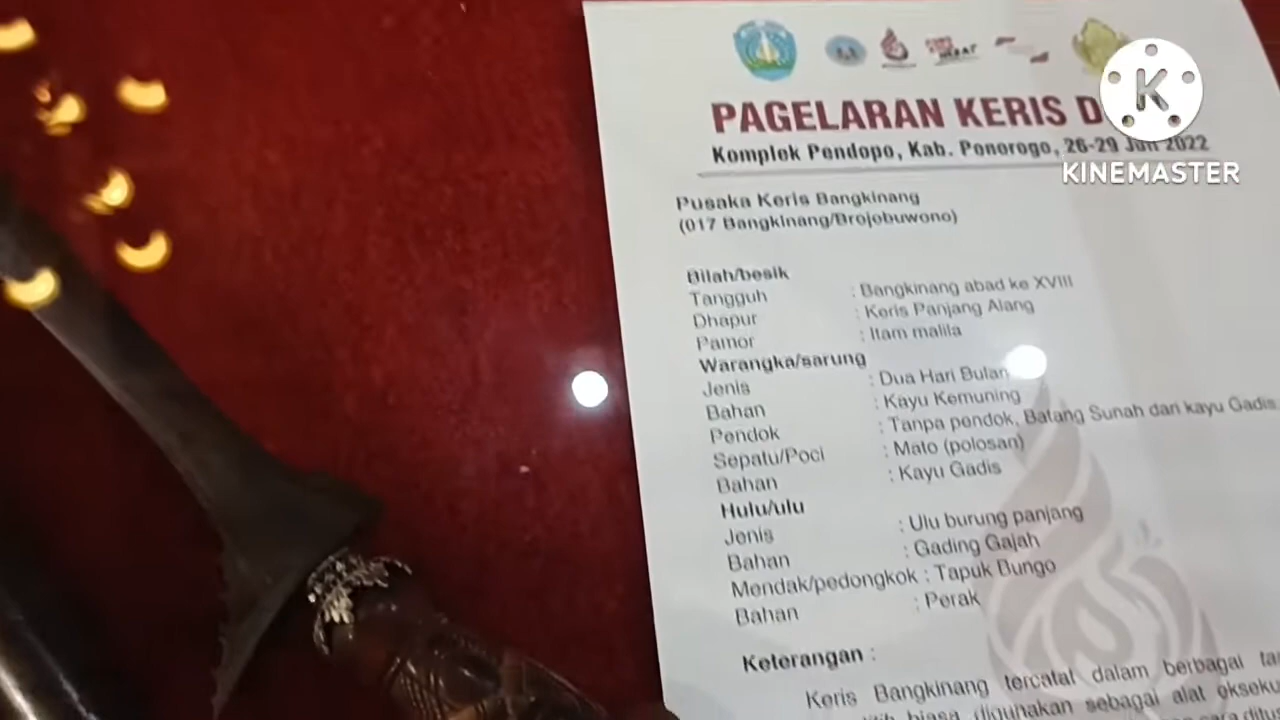 PAGELARAN KERIS
Komplek Pendopo, Kab. Ponorogo, 26-29 Juli 2022
K
KINEMASTER
Pusaka Keris Bangkinang
(017 Bangkinang/Brojobuwono)
Bilah/besik
Tangguh : Bangkinang abad ke XVIII
Dhapur : Keris Panjang Alang
Pamor : Itam malila
Warangka/sarung
Jenis : Dua Hari Bulan
Bahan : Kayu Kemuning
Pendok : Tanpa pendok, Batang Sunah dari kayu Gadis
Sepatu/Poci : Mato (polosan)
Bahan : Kayu Gadis
Hulu/ulu
Jenis : Ulu burung panjang
Bahan : Gading Gajah
Mendak/pedongkok : Tapuk Bungo
Bahan : Perak
Keterangan :
Keris Bangkinang tercatat dalam berbagai
biasa digunakan sebagai alat